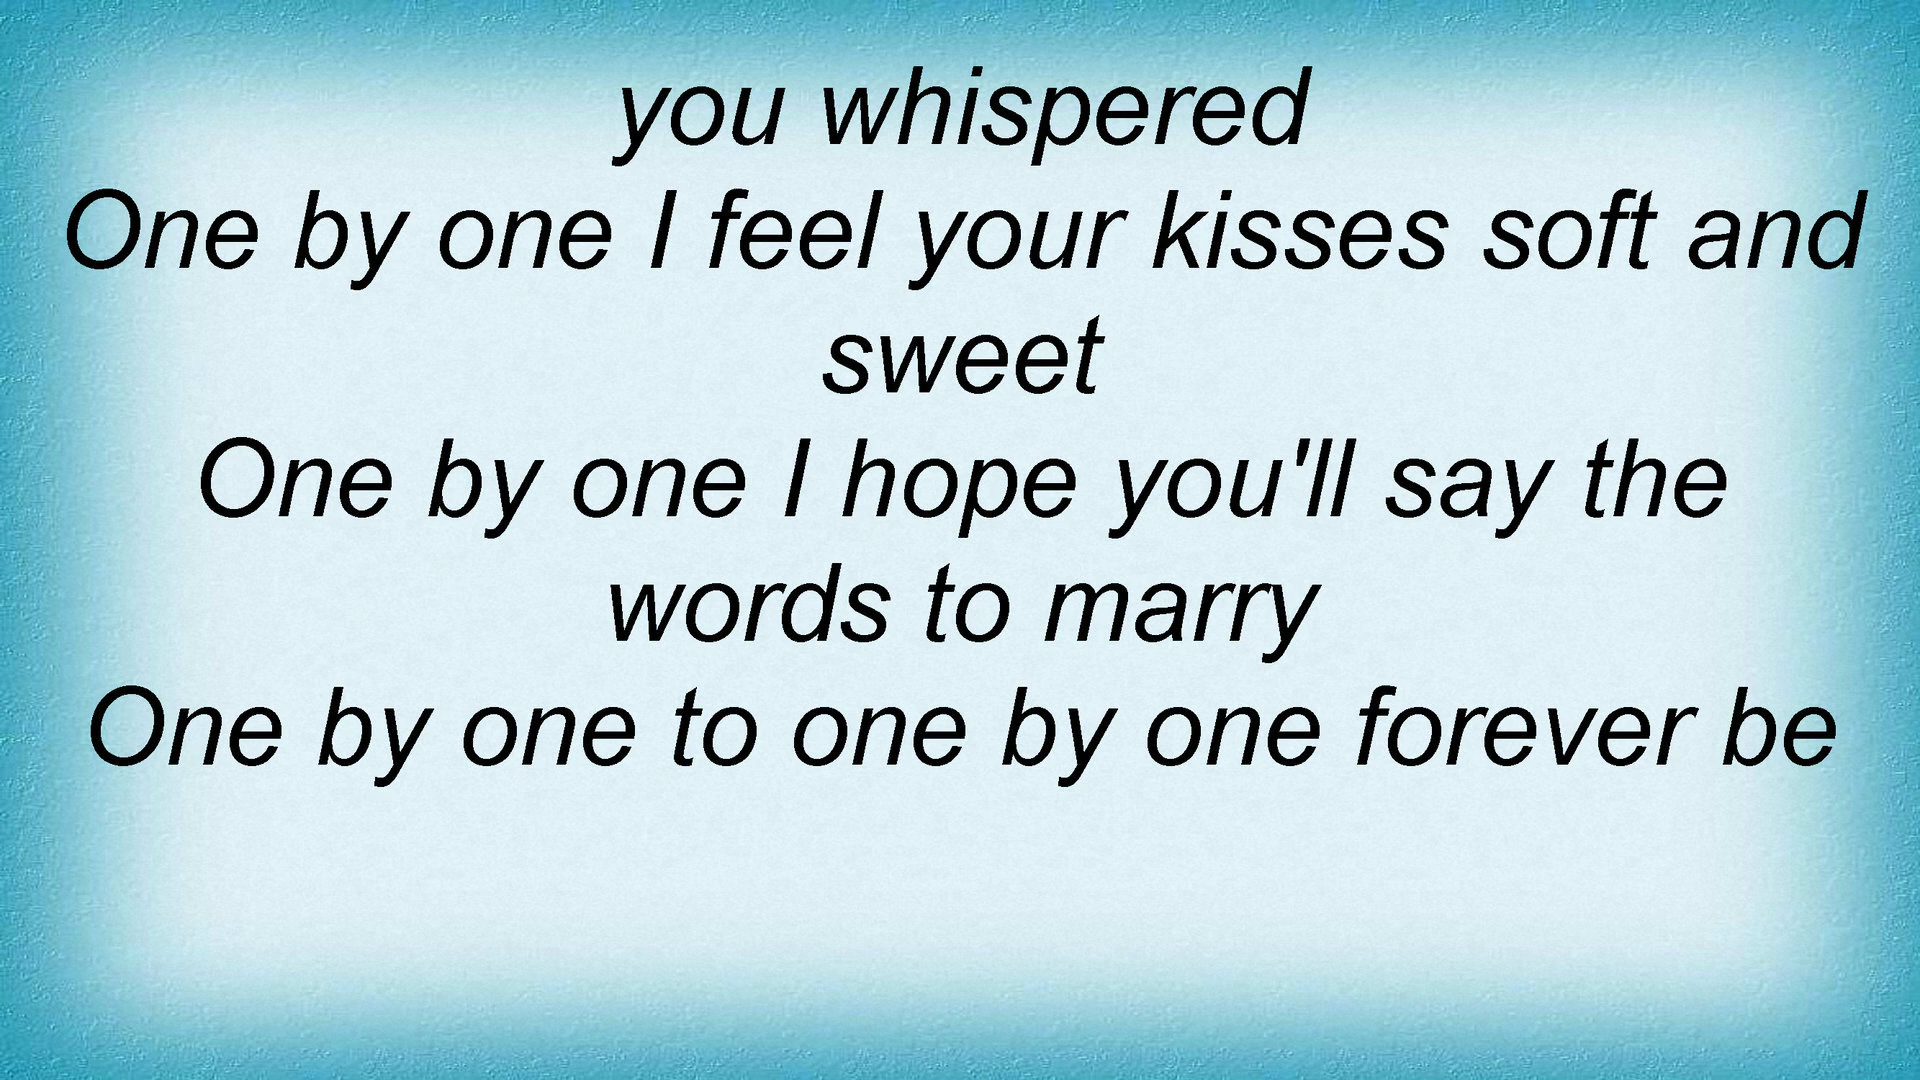 you whispered
One by one I feel your kisses soft and
sweet
One by one I hope you'll say the
words to marry
One by one to one by one forever be